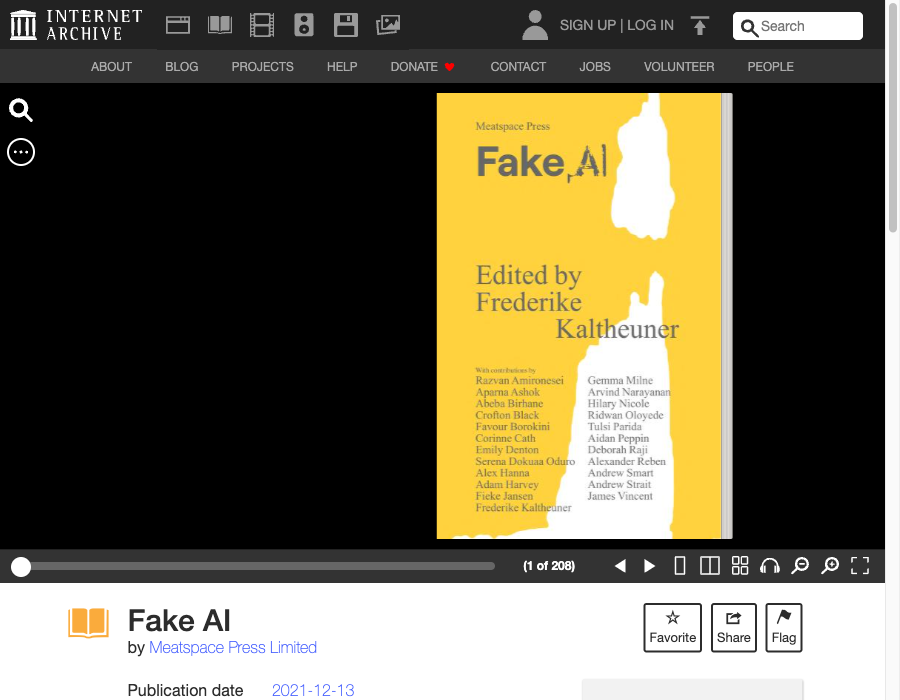 INTERNET
ARCHIVE
SIGN UP | LOG IN
Search
ABOUT BLOG PROJECTS HELP DONATE CONTACT JOBS VOLUNTEER PEOPLE
Meatspace Press
Fake AI
Edited by
Frederike
Kaltheuner
With contributions by
Razvan Amironesei
Aparna Ashok
Abeba Birhane
Crofton Black
Favour Borokini
Corinne Cath
Emily Denton
Serena Dokuaa Oduro
Alex Hanna
Adam Harvey
Fieke Jansen
Frederike Kaltheuner
Gemma Milne
Arvind Narayanan
Hilary Nicole
Ridwan Oloyede
Tulsi Parida
Aidan Peppin
Deborah Raji
Alexander Reben
Andrew Smart
Andrew Strait
James Vincent
(1 of 208)
Fake AI
by Meatspace Press Limited
Favorite
Share
Flag
Publication date 2021-12-13